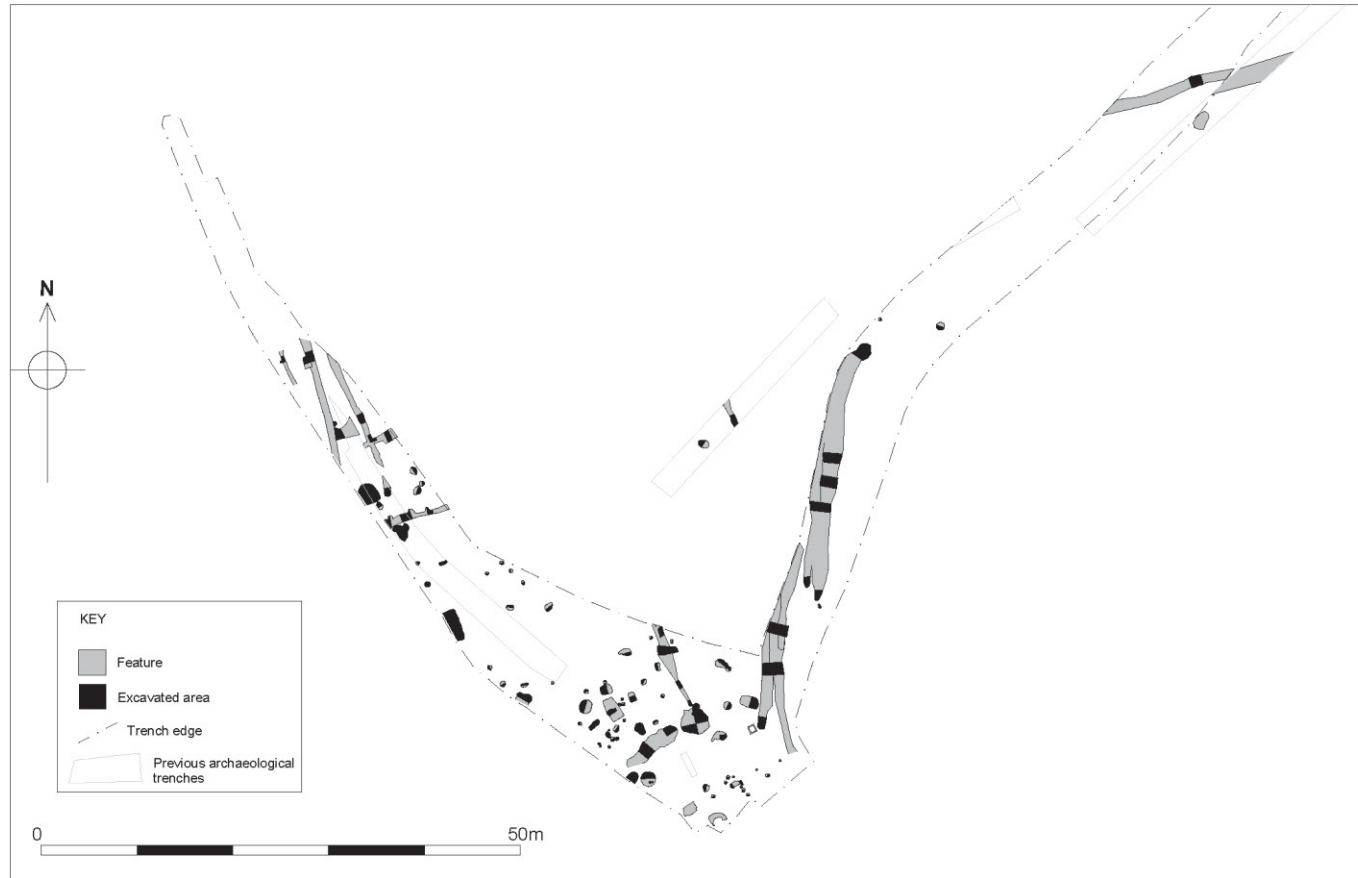 N
KEY
Feature
Excavated area
Trench edge
Previous archaeological
trenches
0 50m